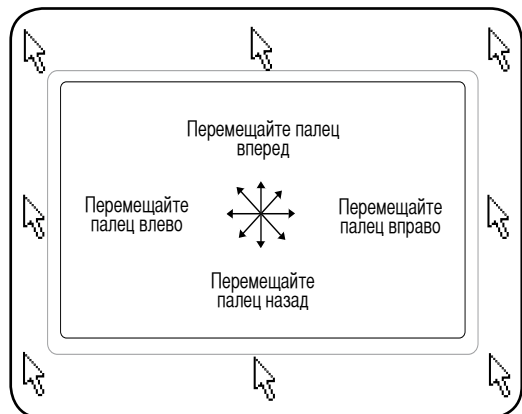 Перемещайте палец
вперед
Перемещайте
палец влево
Перемещайте
палец вправо
Перемещайте
палец назад